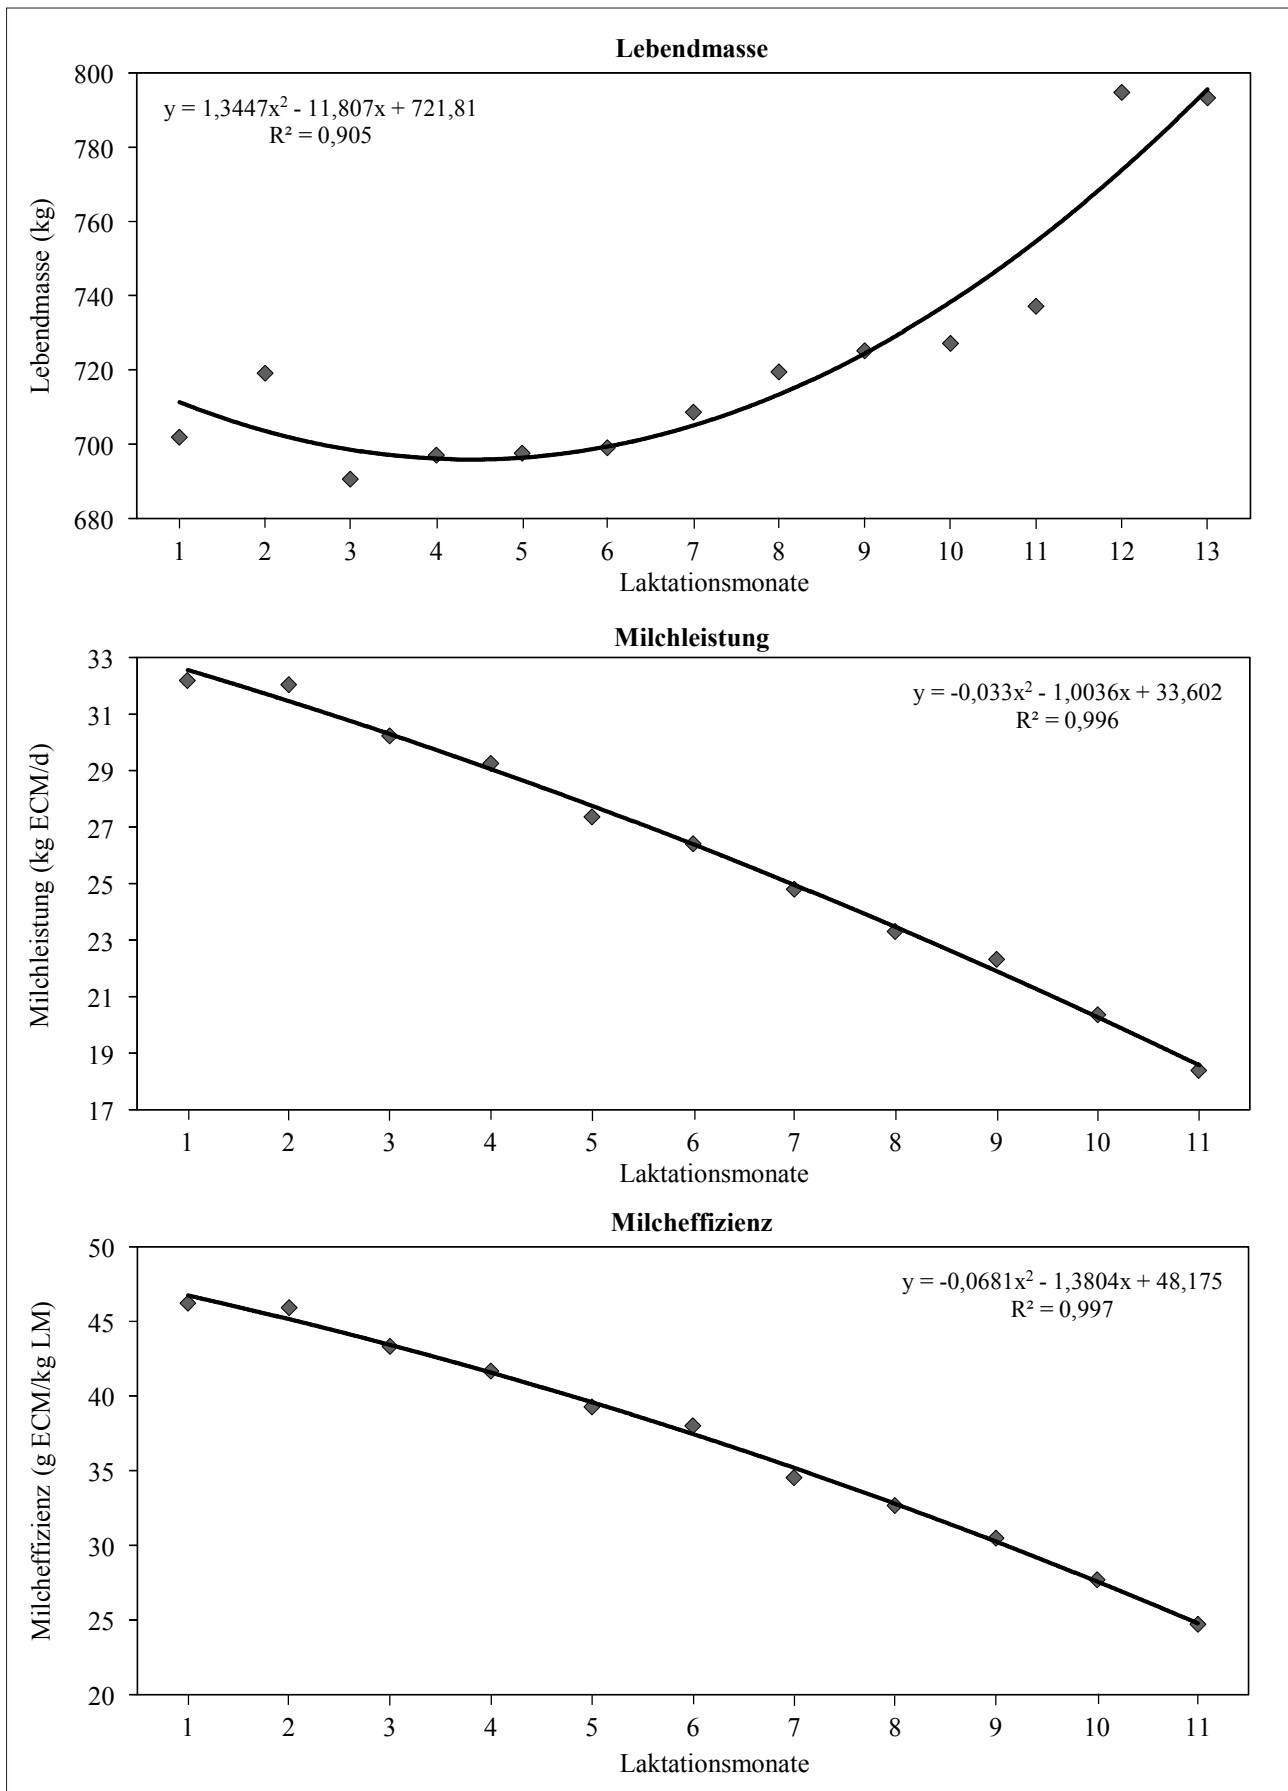 Lebendmasse
y = 1,3447x² - 11,807x + 721,81
R² = 0,905
Lebendmasse (kg)
800
780
760
740
720
700
680
1 2 3 4 5 6 7 8 9 10 11 12 13
Laktationsmonate
Milchleistung
y = -0,033x² - 1,0036x + 33,602
R² = 0,996
Milchleistung (kg ECM/d)
33
31
29
27
25
23
21
19
17
1 2 3 4 5 6 7 8 9 10 11
Laktationsmonate
Milcheffizienz
y = -0,0681x² - 1,3804x + 48,175
R² = 0,997
Milcheffizienz (g ECM/kg LM)
50
45
40
35
30
25
20
1 2 3 4 5 6 7 8 9 10 11
Laktationsmonate